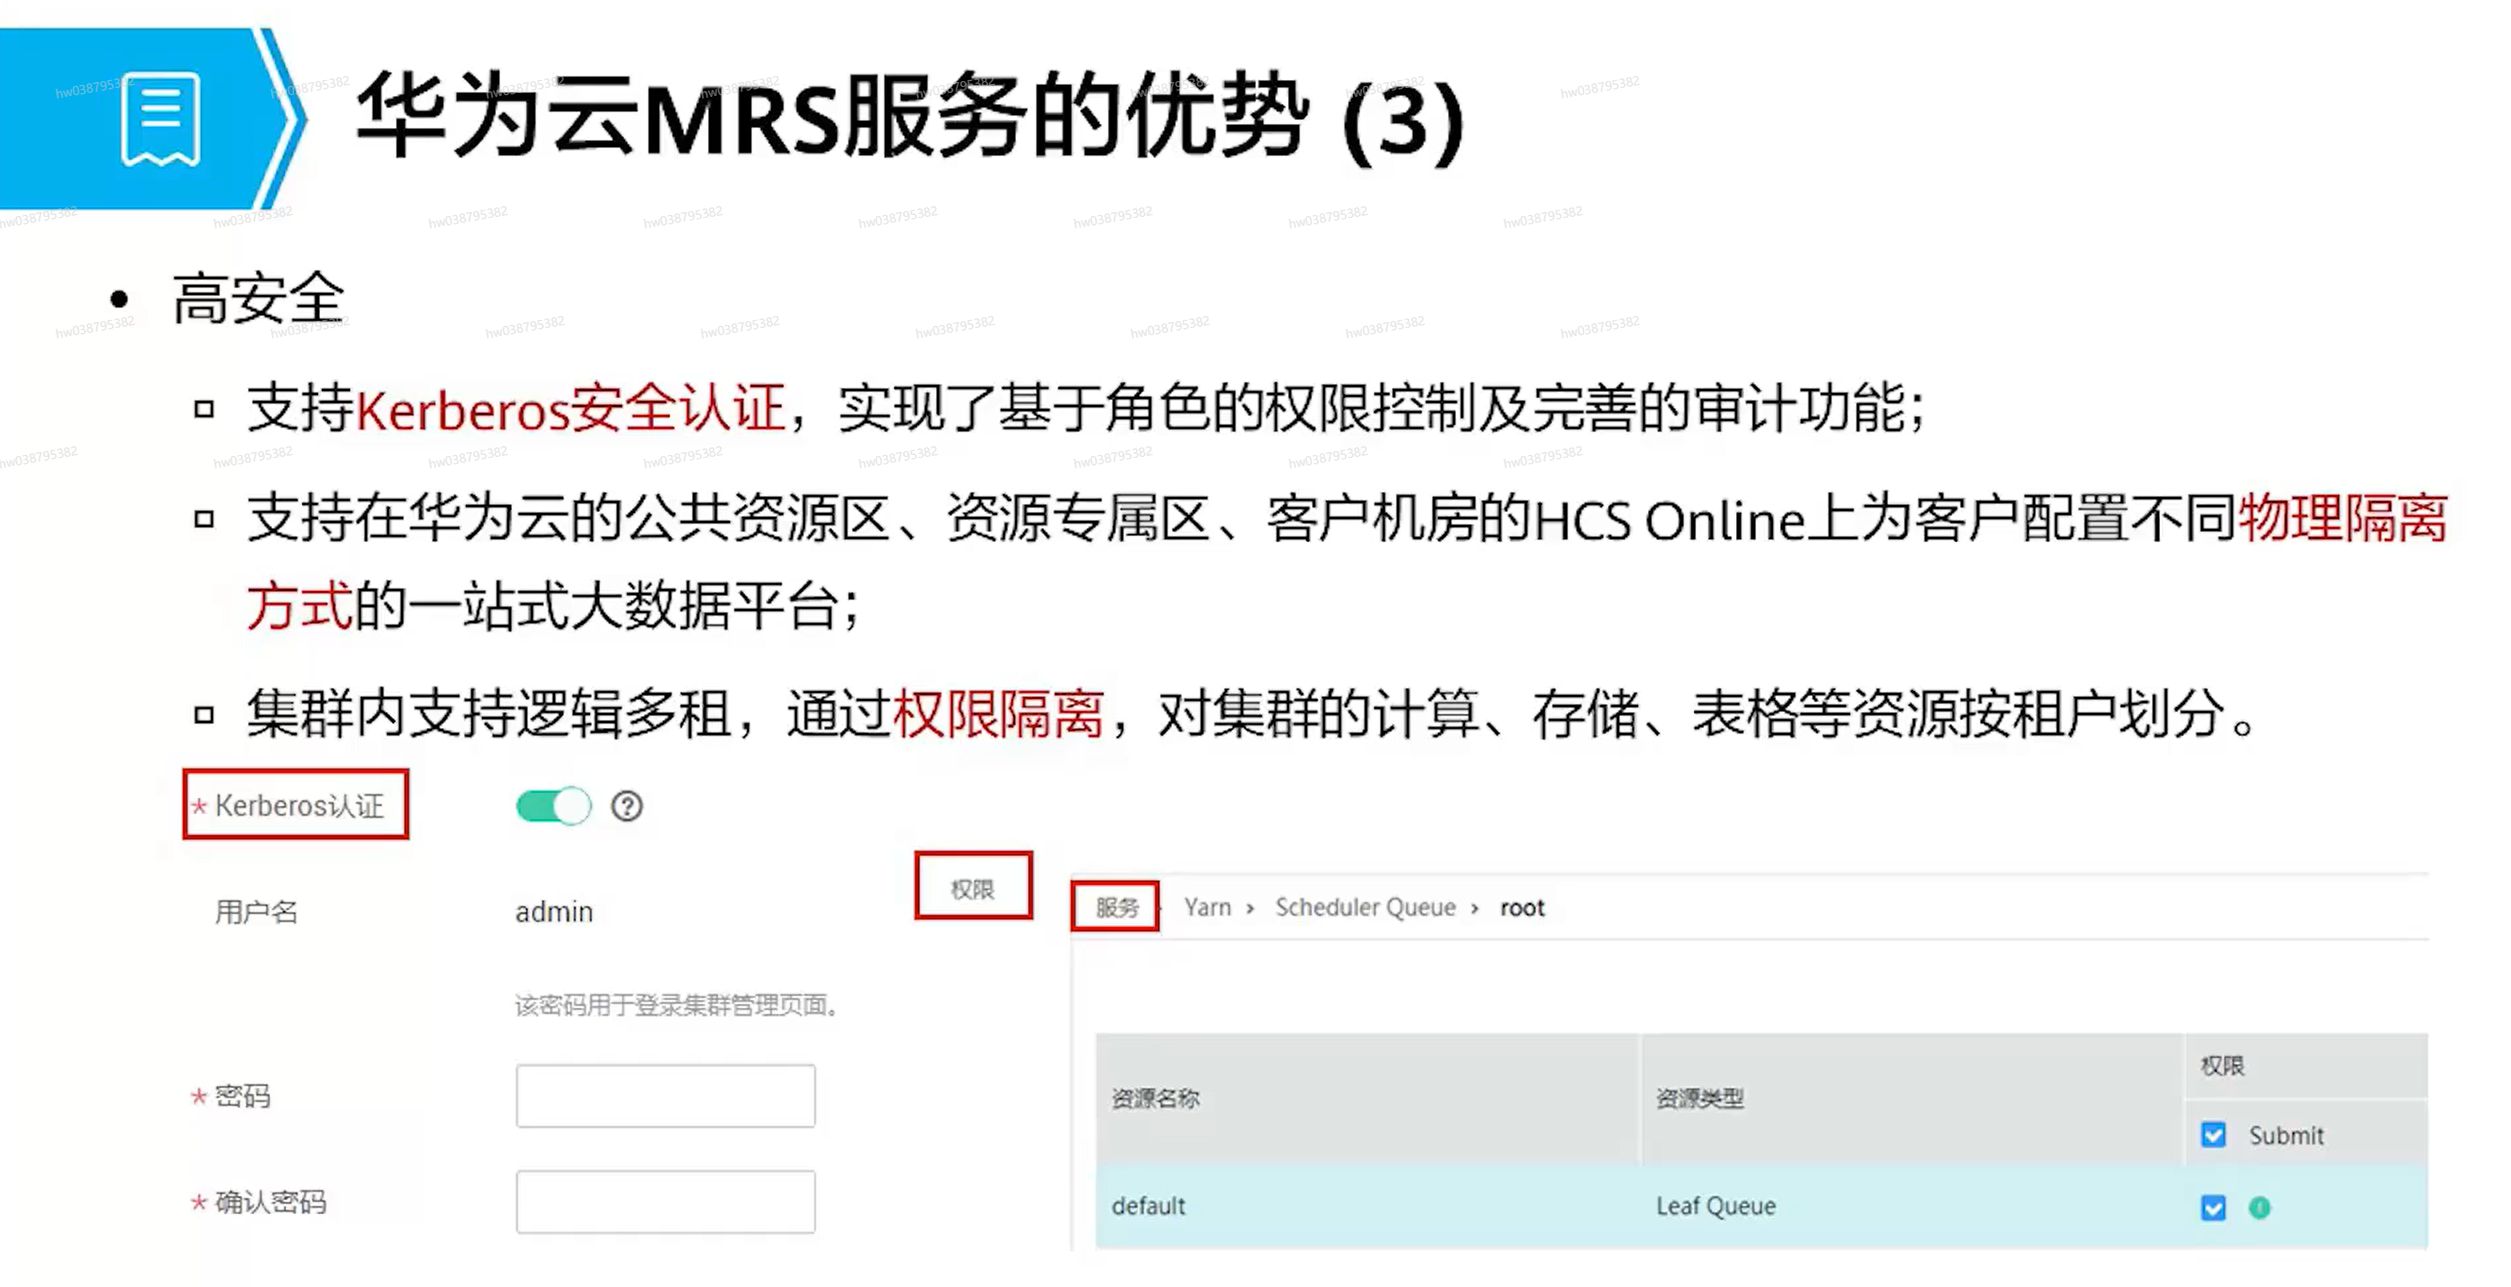 华为云MRS服务的优势 (3)
• 高安全
支持Kerberos安全认证，实现了基于角色的权限控制及完善的审计功能；
支持在华为云的公共资源区、资源专属区、客户机房的HCS Online上为客户配置不同物理隔离
方式的一站式大数据平台；
集群内支持逻辑多租，通过权限隔离，对集群的计算、存储、表格等资源按租户划分。
* Kerberos认证
用户名 admin
该密码用于登录集群管理页面。
* 密码
* 确认密码
权限
服务 Yarn > Scheduler Queue > root
资源名称 资源类型 权限
Submit
default Leaf Queue
hw038795382